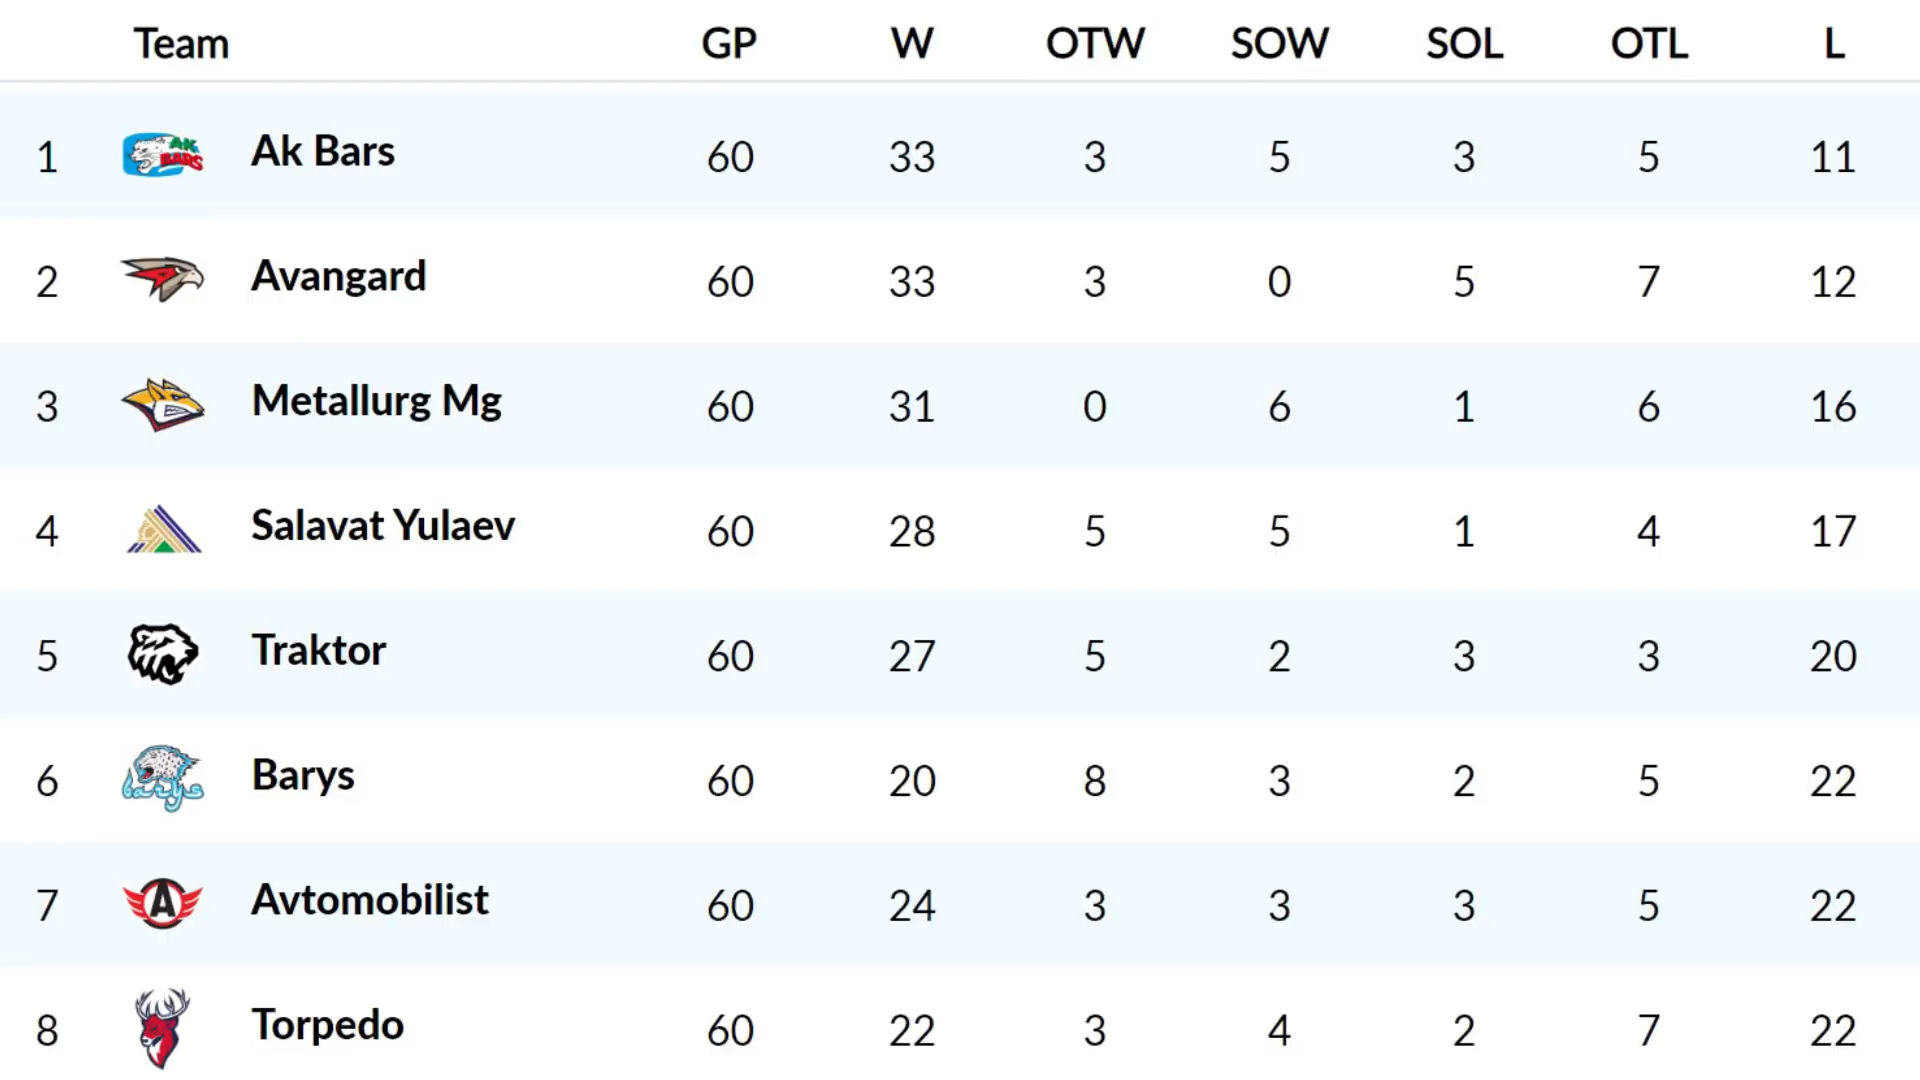 Team GP W OTW SOW SOL OTL L
1 AK BARS Ak Bars 60 33 3 5 3 5 11
2 Avangard 60 33 3 0 5 7 12
3 Metallurg Mg 60 31 0 6 1 6 16
4 Salavat Yulaev 60 28 5 5 1 4 17
5 Traktor 60 27 5 2 3 3 20
6 barys Barys 60 20 8 3 2 5 22
7 A Avtomobilist 60 24 3 3 3 5 22
8 Torpedo 60 22 3 4 2 7 22